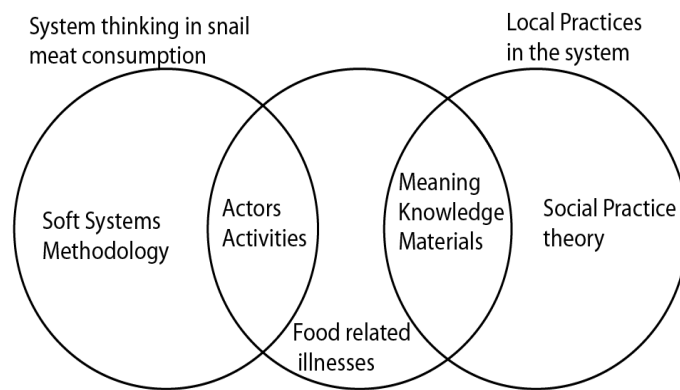 System thinking in snail
meat consumption
Local Practices
in the system
Soft Systems
Methodology
Actors
Activities
Meaning
Knowledge
Materials
Social Practice
theory
Food related
illnesses